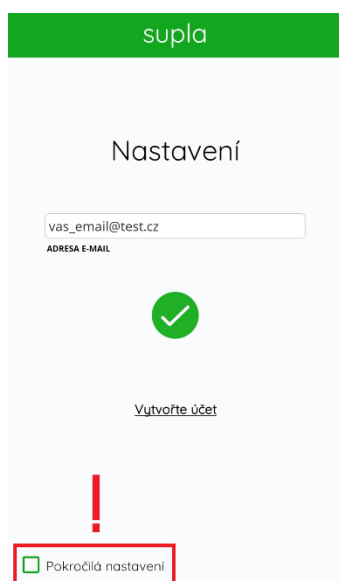 supla
Nastavení
vas_email@test.cz
ADRESA E-MAIL
Vytvořte účet
!
Pokročilá nastavení